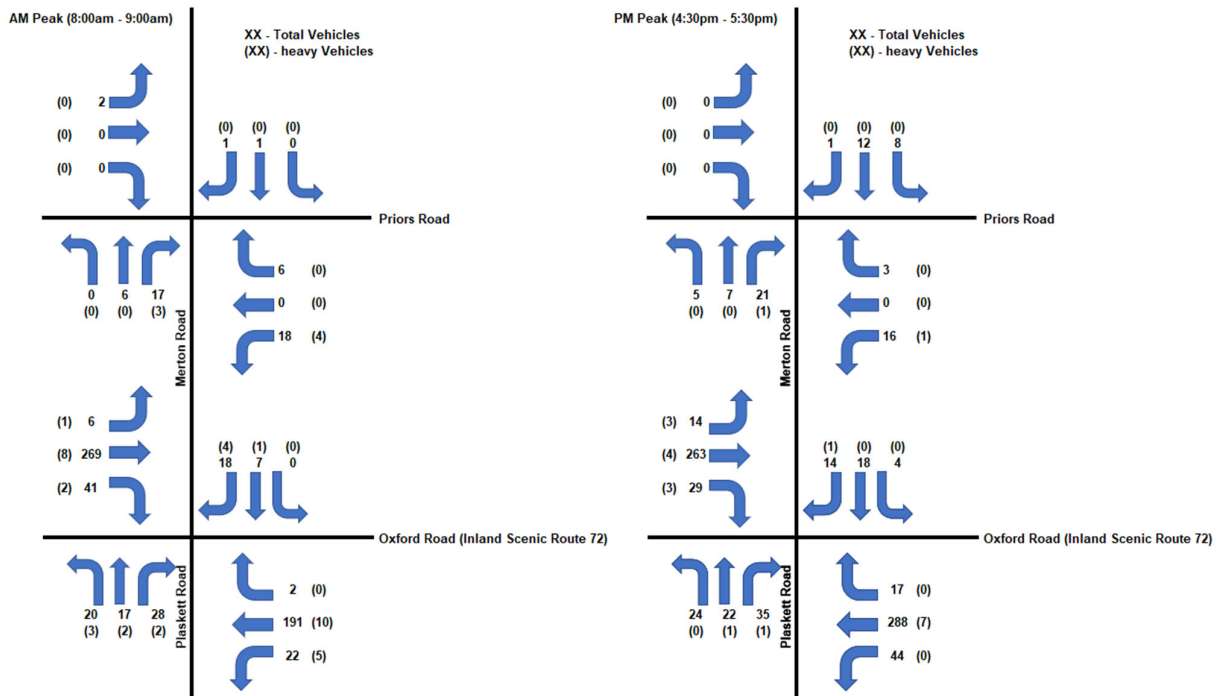 AM Peak (8:00am - 9:00am)
XX - Total Vehicles
(XX) - heavy Vehicles
(0) 2
(0) 0
(0) 0
(0) (0) (0)
1 1 0
Priors Road
0 6 17
(0) (0) (3)
6 (0)
0 (0)
18 (4)
Merton Road
(1) 6
(8) 269
(2) 41
(4) (1) (0)
18 7 0
Oxford Road (Inland Scenic Route 72)
20 17 28
(3) (2) (2)
Plaskett Road
2 (0)
191 (10)
22 (5)
PM Peak (4:30pm - 5:30pm)
XX - Total Vehicles
(XX) - heavy Vehicles
(0) 0
(0) 0
(0) 0
(0) (0) (0)
1 12 8
Priors Road
5 7 21
(0) (0) (1)
3 (0)
0 (0)
16 (1)
Merton Road
(3) 14
(4) 263
(3) 29
(1) (0) (0)
14 18 4
Oxford Road (Inland Scenic Route 72)
24 22 35
(0) (1) (1)
Plaskett Road
17 (0)
288 (7)
44 (0)